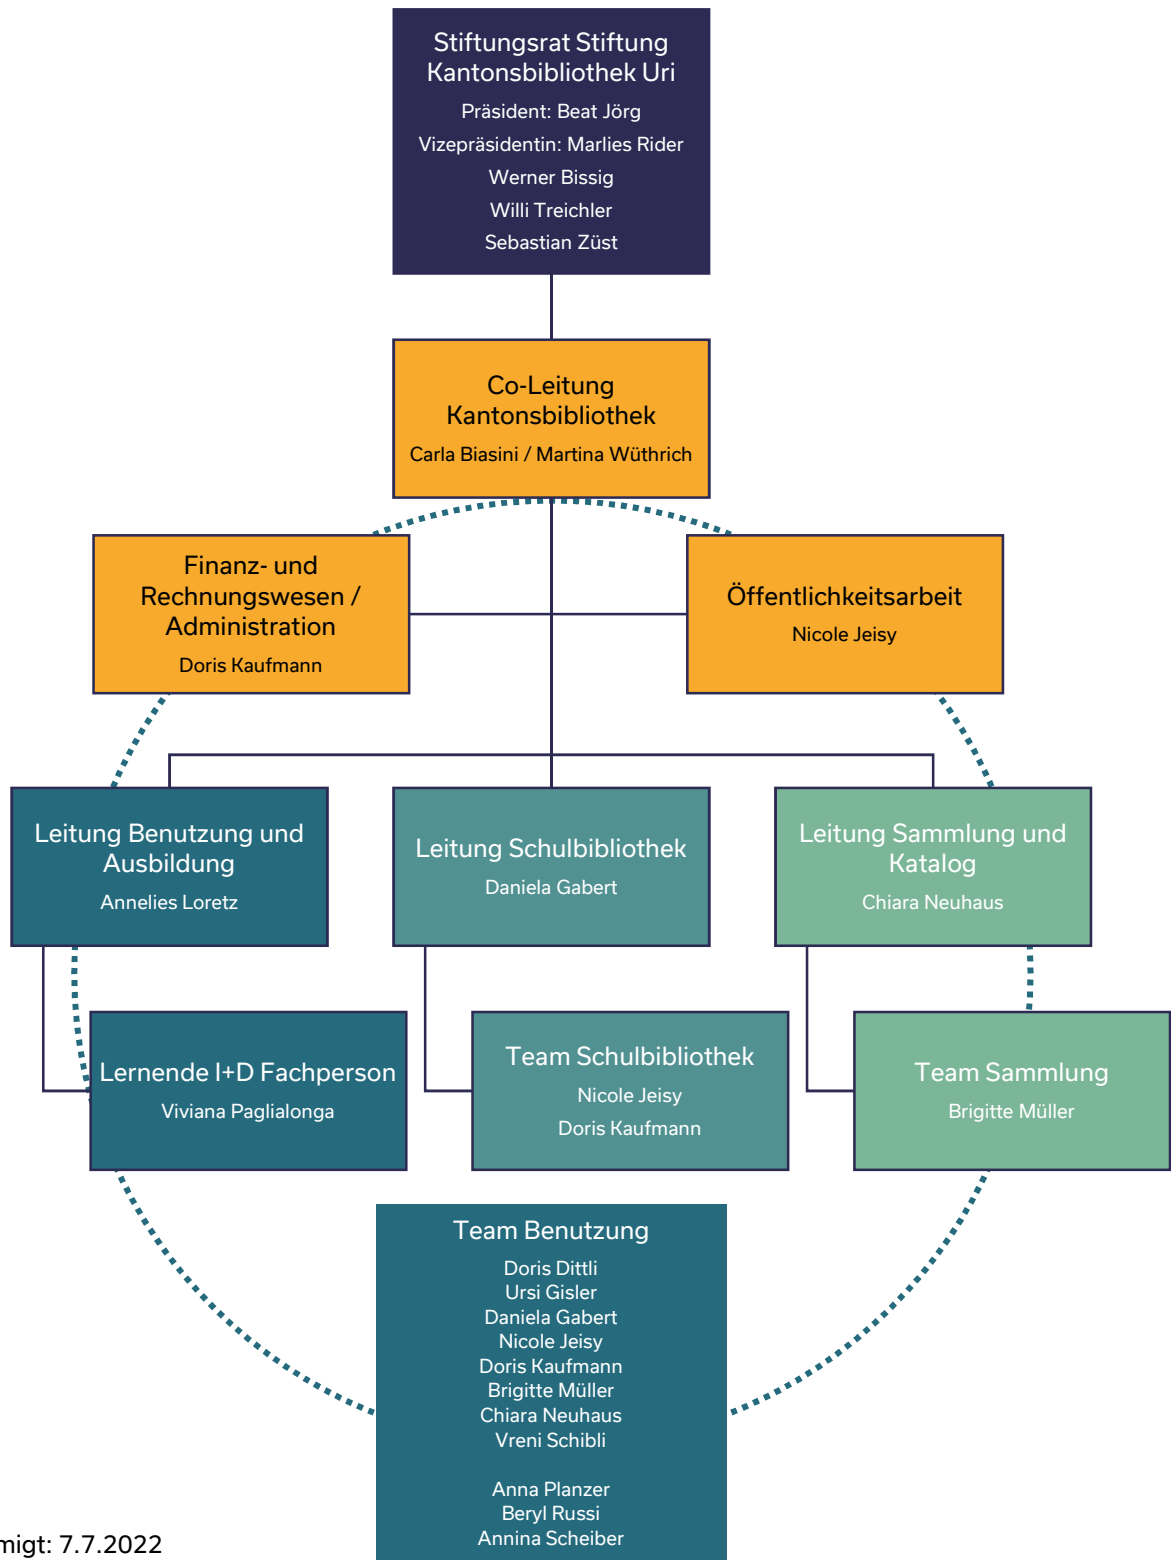 Stiftungsrat Stiftung
Kantonsbibliothek Uri
Präsident: Beat Jörg
Vizepräsidentin: Marlies Rider
Werner Bissig
Willi Treichler
Sebastian Züst
Co-Leitung
Kantonsbibliothek
Carla Biasini / Martina Wüthrich
Finanz- und
Rechnungswesen /
Administration
Doris Kaufmann
Öffentlichkeitsarbeit
Nicole Jeisy
Leitung Benutzung und
Ausbildung
Annelies Loretz
Leitung Schulbibliothek
Daniela Gabert
Leitung Sammlung und
Katalog
Chiara Neuhaus
Lernende I+D Fachperson
Viviana Paglialonga
Team Schulbibliothek
Nicole Jeisy
Doris Kaufmann
Team Sammlung
Brigitte Müller
Team Benutzung
Doris Dittli
Ursi Gisler
Daniela Gabert
Nicole Jeisy
Doris Kaufmann
Brigitte Müller
Chiara Neuhaus
Vreni Schibli
Anna Planzer
Beryl Russi
Annina Scheiber
migt: 7.7.2022